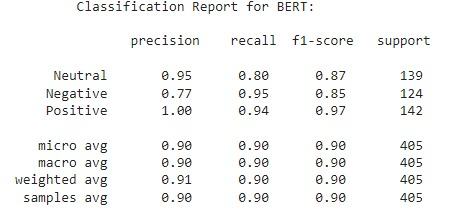 Classification Report for BERT:
precision recall f1-score support
Neutral 0.95 0.80 0.87 139
Negative 0.77 0.95 0.85 124
Positive 1.00 0.94 0.97 142
micro avg 0.90 0.90 0.90 405
macro avg 0.90 0.90 0.90 405
weighted avg 0.91 0.90 0.90 405
samples avg 0.90 0.90 0.90 405